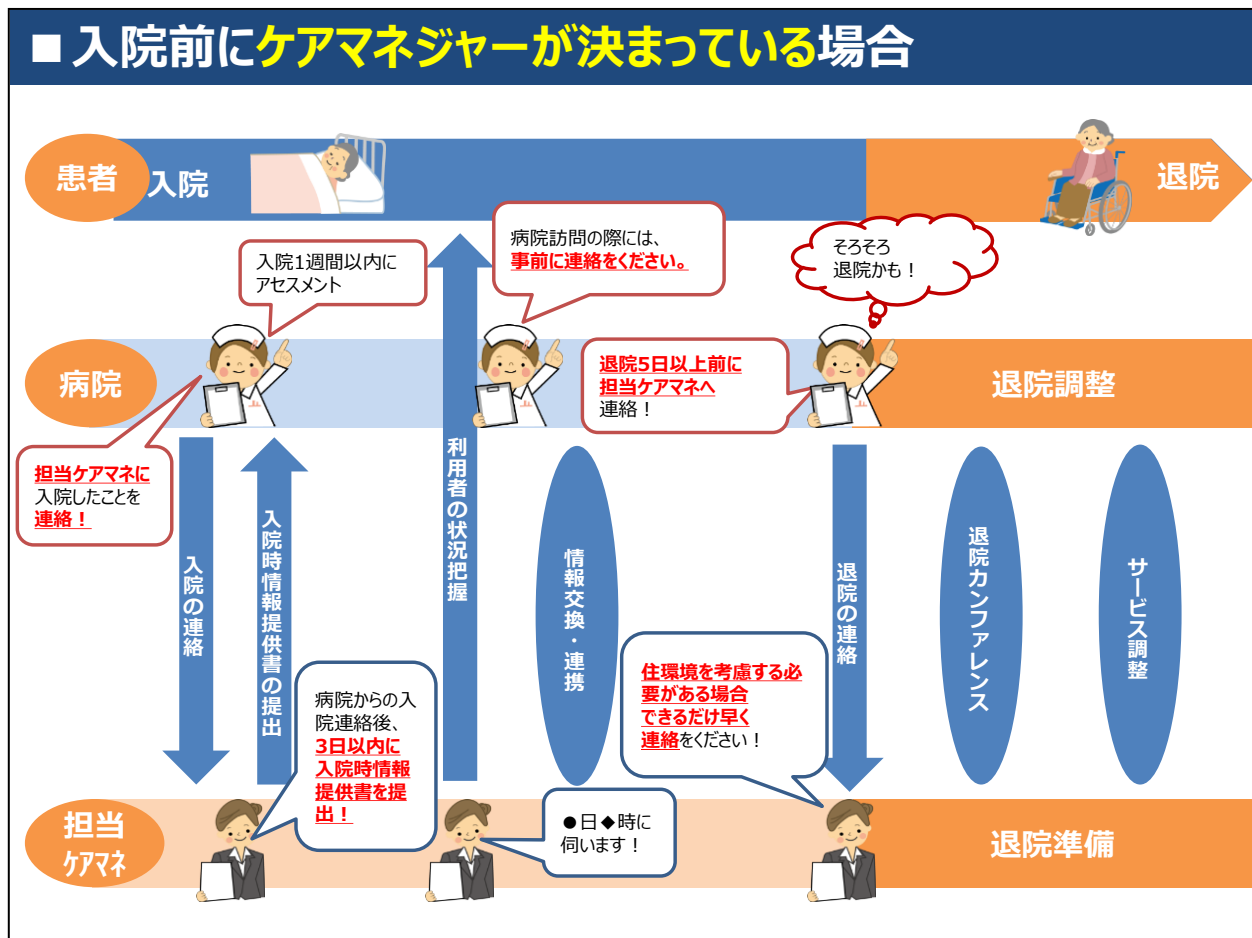 ■入院前にケアマネジャーが決まっている場合
患者
入院
退院
入院1週間以内に
アセスメント
病院訪問の際には、
事前に連絡をください。
そろそろ
退院かも！
病院
退院5日以上前に
担当ケアマネへ
連絡！
退院調整
担当ケアマネに
入院したことを
連絡！
入院の連絡
入院時情報提供書の提出
利用者の状況把握
情報交換・連携
退院の連絡
退院カンファレンス
サービス調整
病院からの入
院連絡後、
3日以内に
入院時情報
提供書を提
出！
住環境を考慮する必
要がある場合
できるだけ早く
連絡をください！
●日◆時に
伺います！
担当
ケアマネ
退院準備